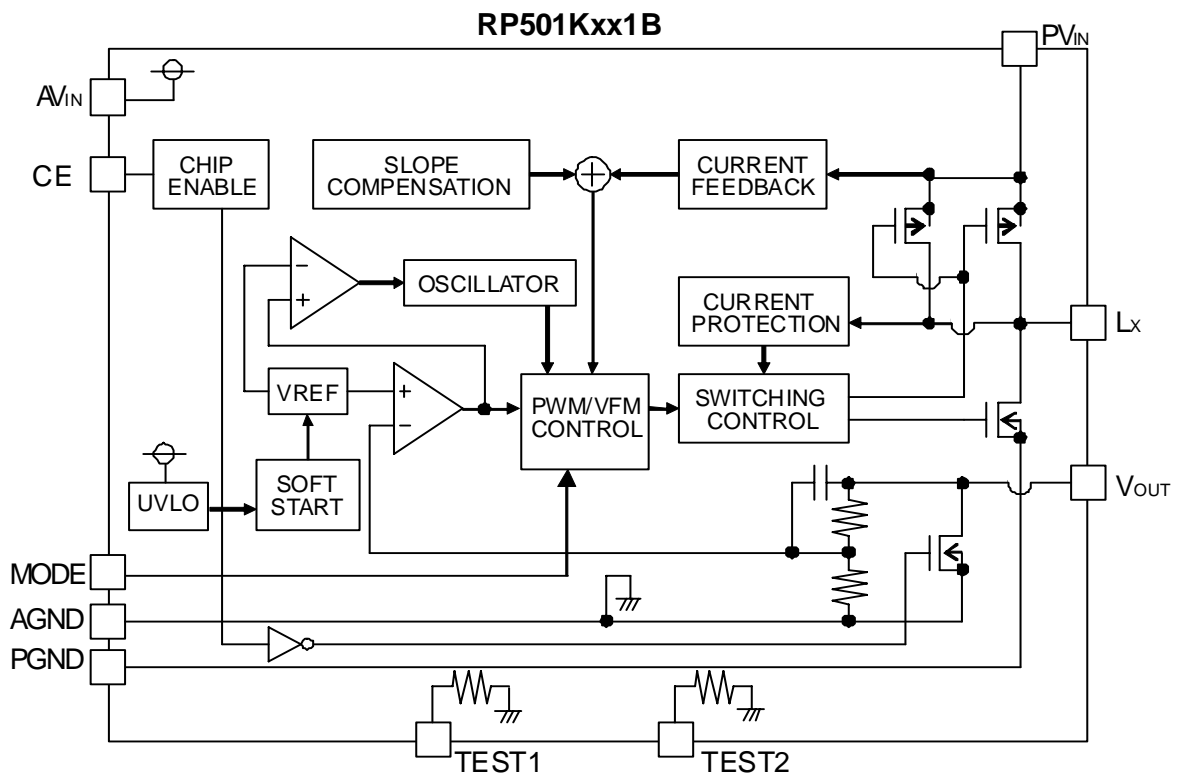 RP501Kxx1B
PVIN
AVIN
CE
CHIP
ENABLE
SLOPE
COMPENSATION
+
CURRENT
FEEDBACK
−
+
OSCILLATOR
CURRENT
PROTECTION
LX
VREF
+
−
PWM/VFM
CONTROL
SWITCHING
CONTROL
UVLO
SOFT
START
VOUT
MODE
AGND
PGND
TEST1
TEST2